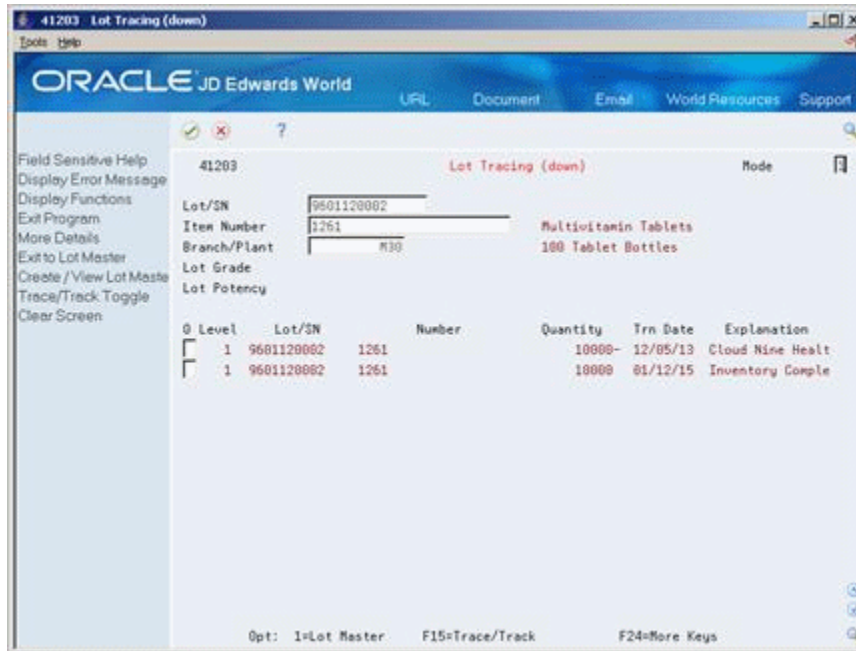 41203 Lot Tracing (down)
Tools Help
ORACLE JD Edwards World
URL Document Email World Resources Support
?
41203 Lot Tracing (down) Mode
Field Sensitive Help
Display Error Message
Display Functions
Exit Program
More Details
Exit to Lot Master
Create / View Lot Maste
Trace/Track Toggle
Clear Screen
Lot/SN 9601120002
Item Number 1261 Multivitamin Tablets
Branch/Plant M30 100 Tablet Bottles
Lot Grade
Lot Potency
O Level Lot/SN Number Quantity Trn Date Explanation
1 9601120002 1261 10000- 12/05/13 Cloud Nine Healt
1 9601120002 1261 10000 01/12/15 Inventory Comple
Opt: 1=Lot Master F15=Trace/Track F24=More Keys